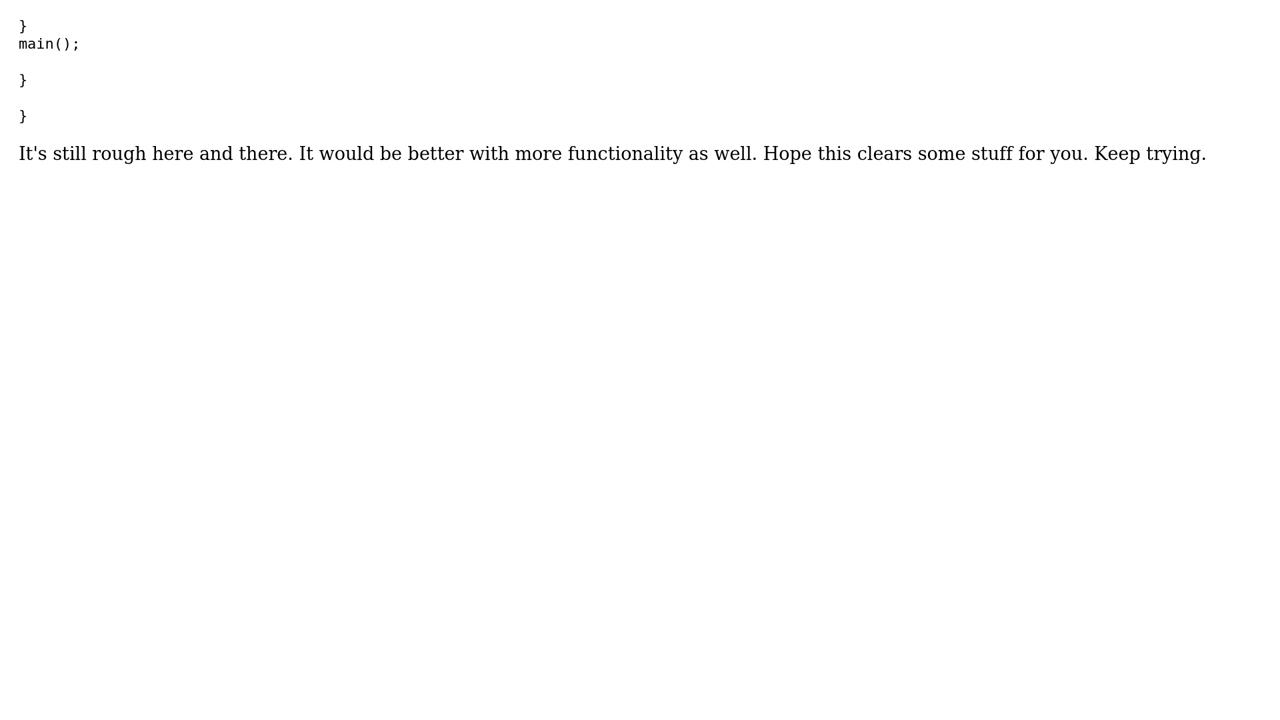 }
main();
}
}
It's still rough here and there. It would be better with more functionality as well. Hope this clears some stuff for you. Keep trying.